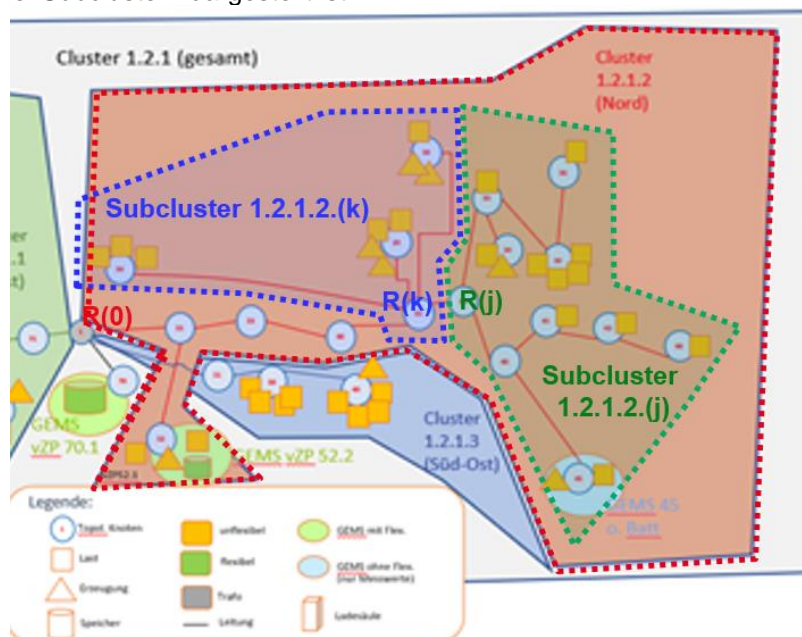 Cluster 1.2.1 (gesamt)
Cluster
1.2.1.2
(Nord)
Subcluster 1.2.1.2.(k)
R(0)
R(k)
R(j)
Subcluster
1.2.1.2.(j)
GEMS
vZP 70.1
GEMS vZP 52.2
Cluster
1.2.1.3
(Süd-Ost)
GEMS 45
o. Batt
Legende:
Topol. Knoten
unflexibel
GEMS mit Flex.
Last
flexibel
GEMS ohne Flex.
(nur Messwerte)
Erzeugung
Trafo
Speicher
Leitung
Ladesäule